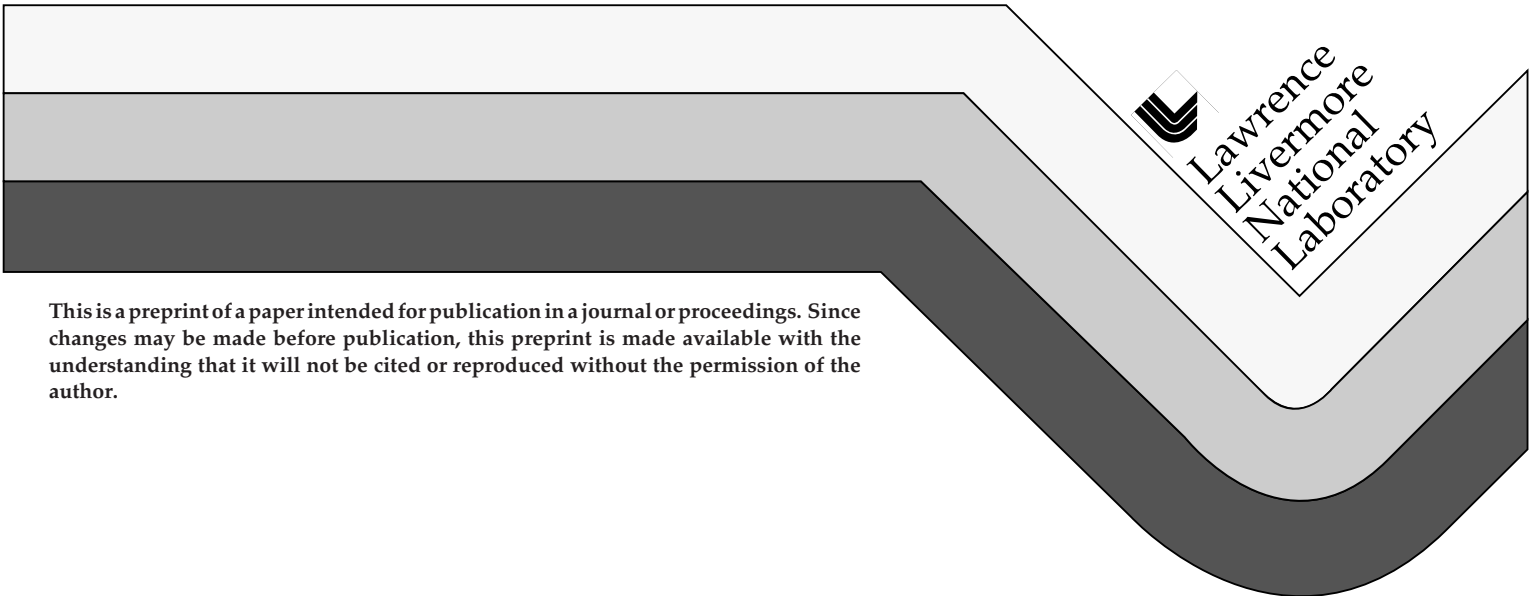 Lawrence
Livermore
National
Laboratory
This is a preprint of a paper intended for publication in a journal or proceedings. Since
changes may be made before publication, this preprint is made available with the
understanding that it will not be cited or reproduced without the permission of the
author.